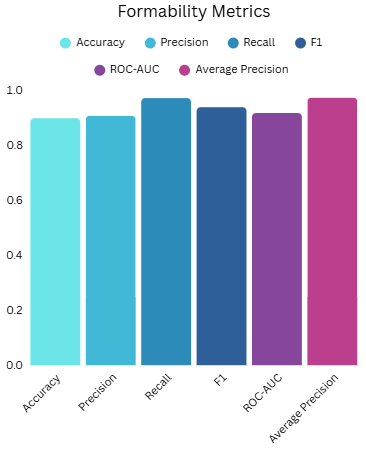 Formability Metrics
Accuracy Precision Recall F1
ROC-AUC Average Precision
1.0
0.8
0.6
0.4
0.2
0.0
Accuracy
Precision
Recall
F1
ROC-AUC
Average Precision